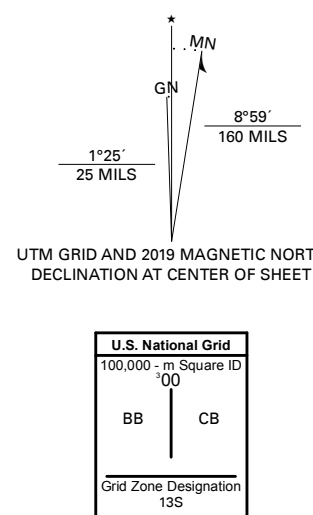 ★
MN
GN
8°59´
160 MILS
1°25´
25 MILS
UTM GRID AND 2019 MAGNETIC NORT
DECLINATION AT CENTER OF SHEET
U.S. National Grid
100,000 - m Square ID
³00
BB CB
Grid Zone Designation
13S